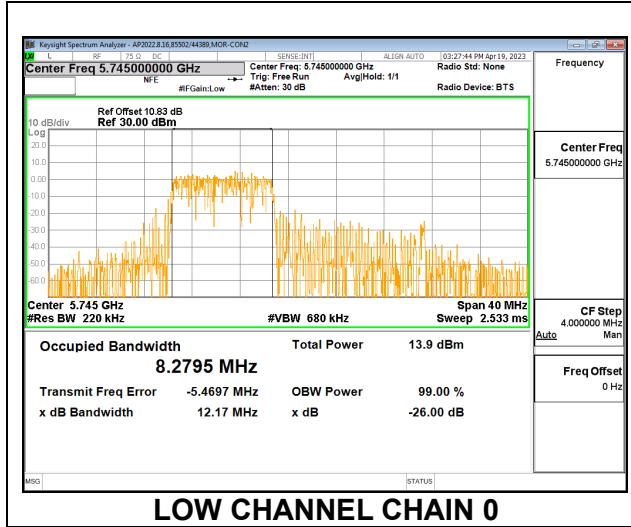 Keysight Spectrum Analyzer - AP2022.8.16,85502/44389,MOR-CON2
LXI L RF 75 Ω DC SENSE:INT ALIGN AUTO 03:27:44 PM Apr 19, 2023
Center Freq 5.745000000 GHz Center Freq: 5.745000000 GHz Radio Std: None Frequency
NFE Trig: Free Run Avg|Hold: 1/1
#IFGain:Low #Atten: 30 dB Radio Device: BTS
Ref Offset 10.83 dB
10 dB/div Ref 30.00 dBm
Log
20.0
10.0
0.00
-10.0
-20.0
-30.0
-40.0
-50.0
-60.0
Center Freq
5.745000000 GHz
Center 5.745 GHz Span 40 MHz
#Res BW 220 kHz #VBW 680 kHz Sweep 2.533 ms
CF Step
4.000000 MHz
Auto Man
Freq Offset
0 Hz
Occupied Bandwidth Total Power 13.9 dBm
8.2795 MHz
Transmit Freq Error -5.4697 MHz OBW Power 99.00 %
x dB Bandwidth 12.17 MHz x dB -26.00 dB
MSG STATUS
LOW CHANNEL CHAIN 0